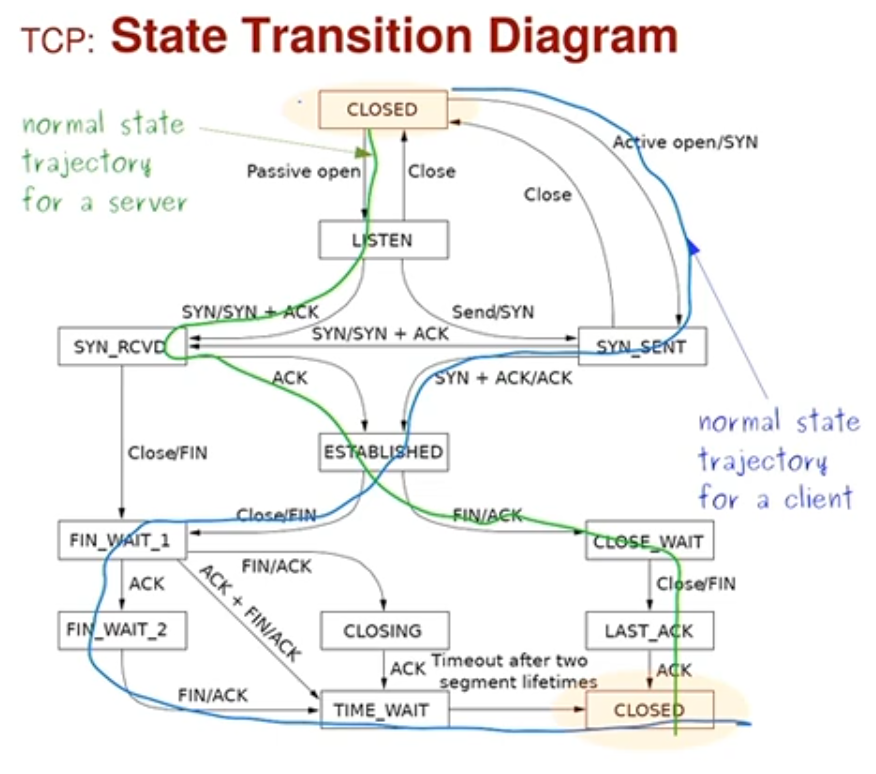 TCP: State Transition Diagram
CLOSED
normal state
trajectory
for a server
Active open/SYN
Passive open
Close
Close
LISTEN
SYN/SYN + ACK
Send/SYN
SYN/SYN + ACK
SYN_RCVD
SYN_SENT
ACK
SYN + ACK/ACK
normal state
trajectory
for a client
ESTABLISHED
Close/FIN
Close/FIN
FIN/ACK
FIN_WAIT_1
CLOSE_WAIT
FIN/ACK
ACK
ACK + FIN/ACK
Close/FIN
FIN_WAIT_2
CLOSING
LAST_ACK
ACK
Timeout after two
segment lifetimes
ACK
FIN/ACK
TIME_WAIT
CLOSED